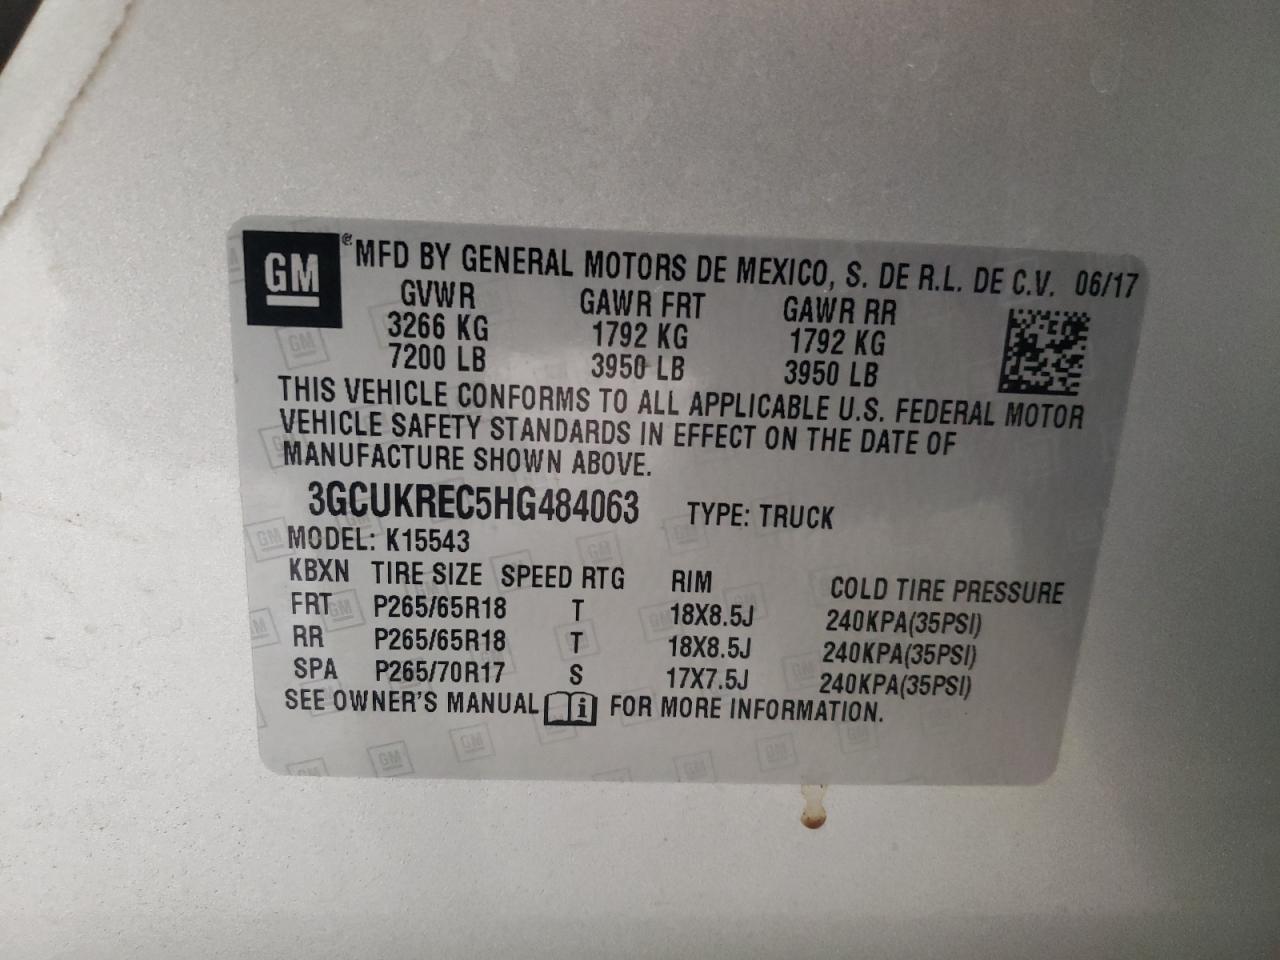 GM ® MFD BY GENERAL MOTORS DE MEXICO, S. DE R.L. DE C.V. 06/17
GVWR GAWR FRT GAWR RR
3266 KG 1792 KG 1792 KG
7200 LB 3950 LB 3950 LB
THIS VEHICLE CONFORMS TO ALL APPLICABLE U.S. FEDERAL MOTOR
VEHICLE SAFETY STANDARDS IN EFFECT ON THE DATE OF
MANUFACTURE SHOWN ABOVE.
3GCUKREC5HG484063 TYPE: TRUCK
MODEL: K15543
KBXN TIRE SIZE SPEED RTG RIM COLD TIRE PRESSURE
FRT P265/65R18 T 18X8.5J 240KPA(35PSI)
RR P265/65R18 T 18X8.5J 240KPA(35PSI)
SPA P265/70R17 S 17X7.5J 240KPA(35PSI)
SEE OWNER'S MANUAL i FOR MORE INFORMATION.